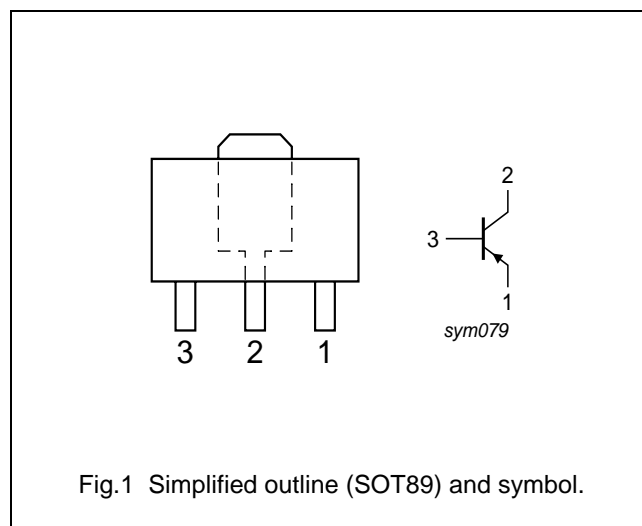 2
3
1
sym079
3 2 1
Fig.1 Simplified outline (SOT89) and symbol.